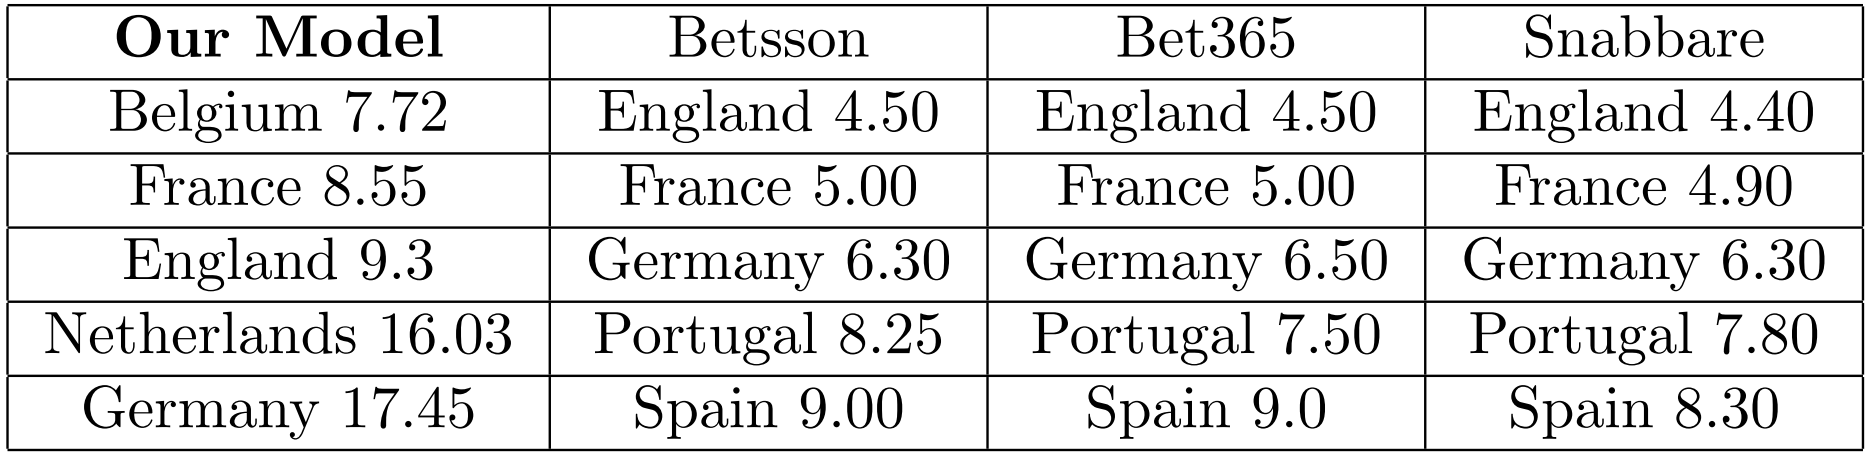 Our Model Betsson Bet365 Snabbare
Belgium 7.72 England 4.50 England 4.50 England 4.40
France 8.55 France 5.00 France 5.00 France 4.90
England 9.3 Germany 6.30 Germany 6.50 Germany 6.30
Netherlands 16.03 Portugal 8.25 Portugal 7.50 Portugal 7.80
Germany 17.45 Spain 9.00 Spain 9.0 Spain 8.30